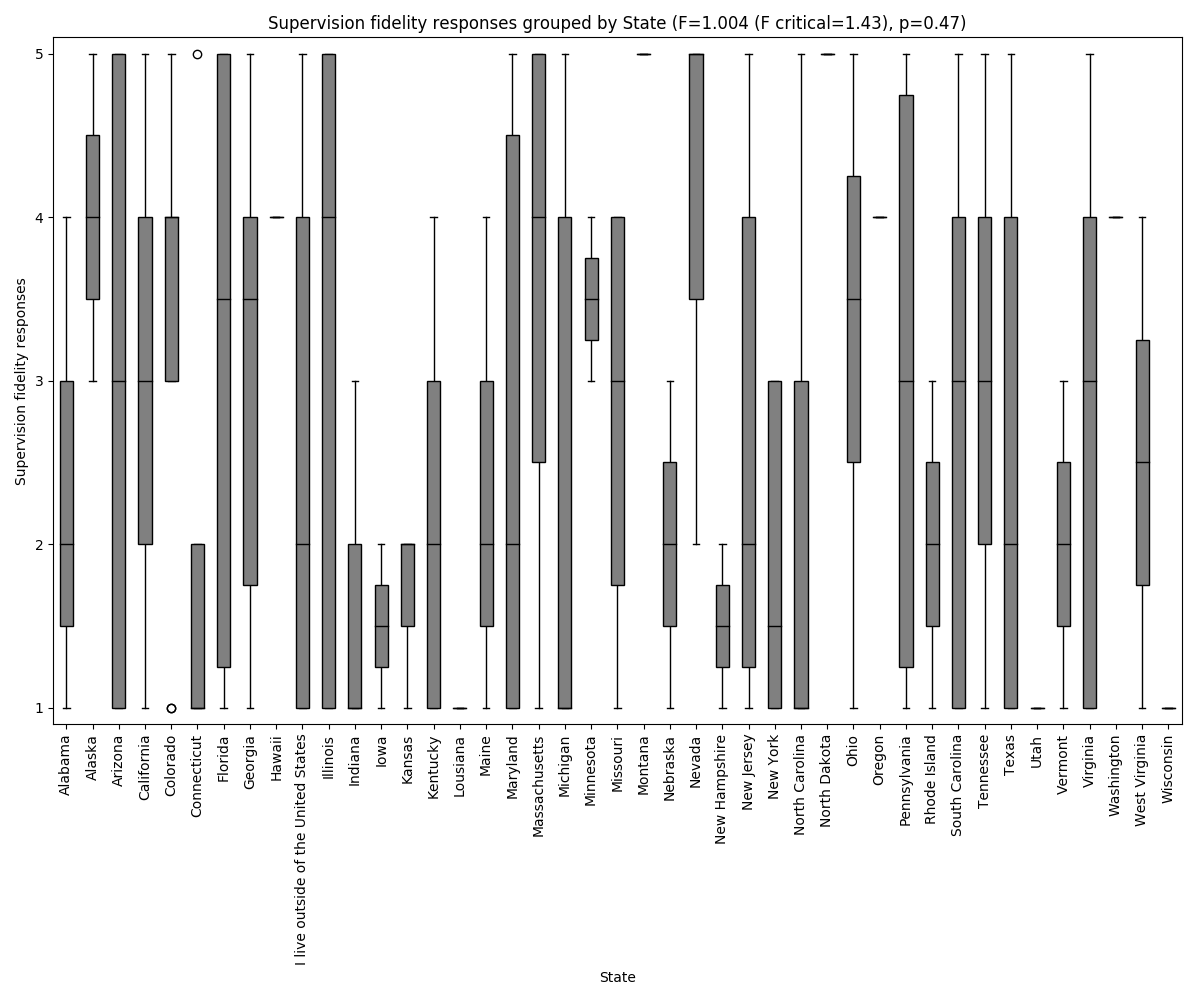 Supervision fidelity responses grouped by State (F=1.004 (F critical=1.43), p=0.47)
Supervision fidelity responses
5
4
3
2
1
Alabama
Alaska
Arizona
California
Colorado
Connecticut
Florida
Georgia
Hawaii
I live outside of the United States
Illinois
Indiana
Iowa
Kansas
Kentucky
Lousiana
Maine
Maryland
Massachusetts
Michigan
Minnesota
Missouri
Montana
Nebraska
Nevada
New Hampshire
New Jersey
New York
North Carolina
North Dakota
Ohio
Oregon
Pennsylvania
Rhode Island
South Carolina
Tennessee
Texas
Utah
Vermont
Virginia
Washington
West Virginia
Wisconsin
State